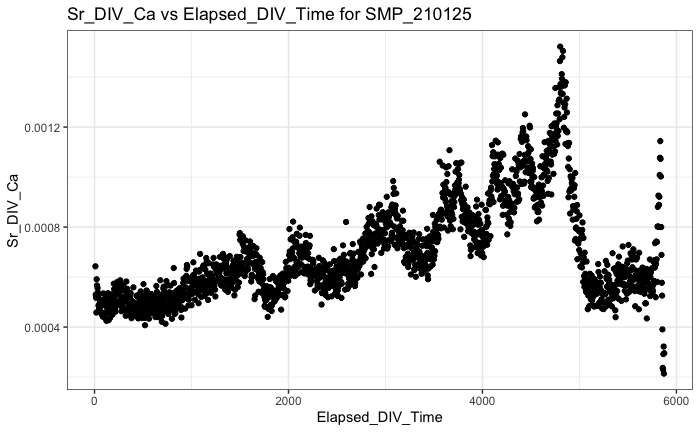 Sr_DIV_Ca vs Elapsed_DIV_Time for SMP_210125
Sr_DIV_Ca
0.0012
0.0008
0.0004
0
2000
4000
6000
Elapsed_DIV_Time